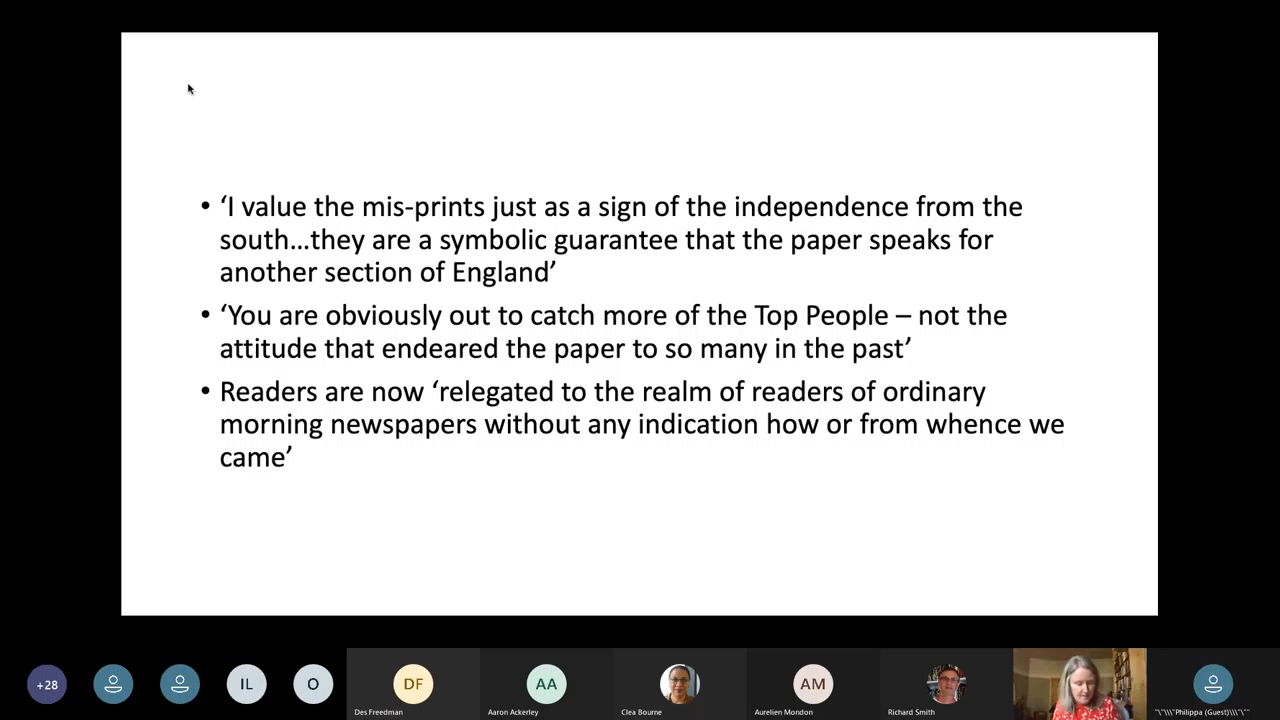 • ‘I value the mis-prints just as a sign of the independence from the
south...they are a symbolic guarantee that the paper speaks for
another section of England’
• ‘You are obviously out to catch more of the Top People – not the
attitude that endeared the paper to so many in the past’
• Readers are now ‘relegated to the realm of readers of ordinary
morning newspapers without any indication how or from whence we
came’
+28
IL
O
DF
AA
AM
Des Freedman
Aaron Ackerley
Clea Bourne
Aurelien Mondon
Richard Smith
"\"\\\"Philippa (Guest)\\\"\""